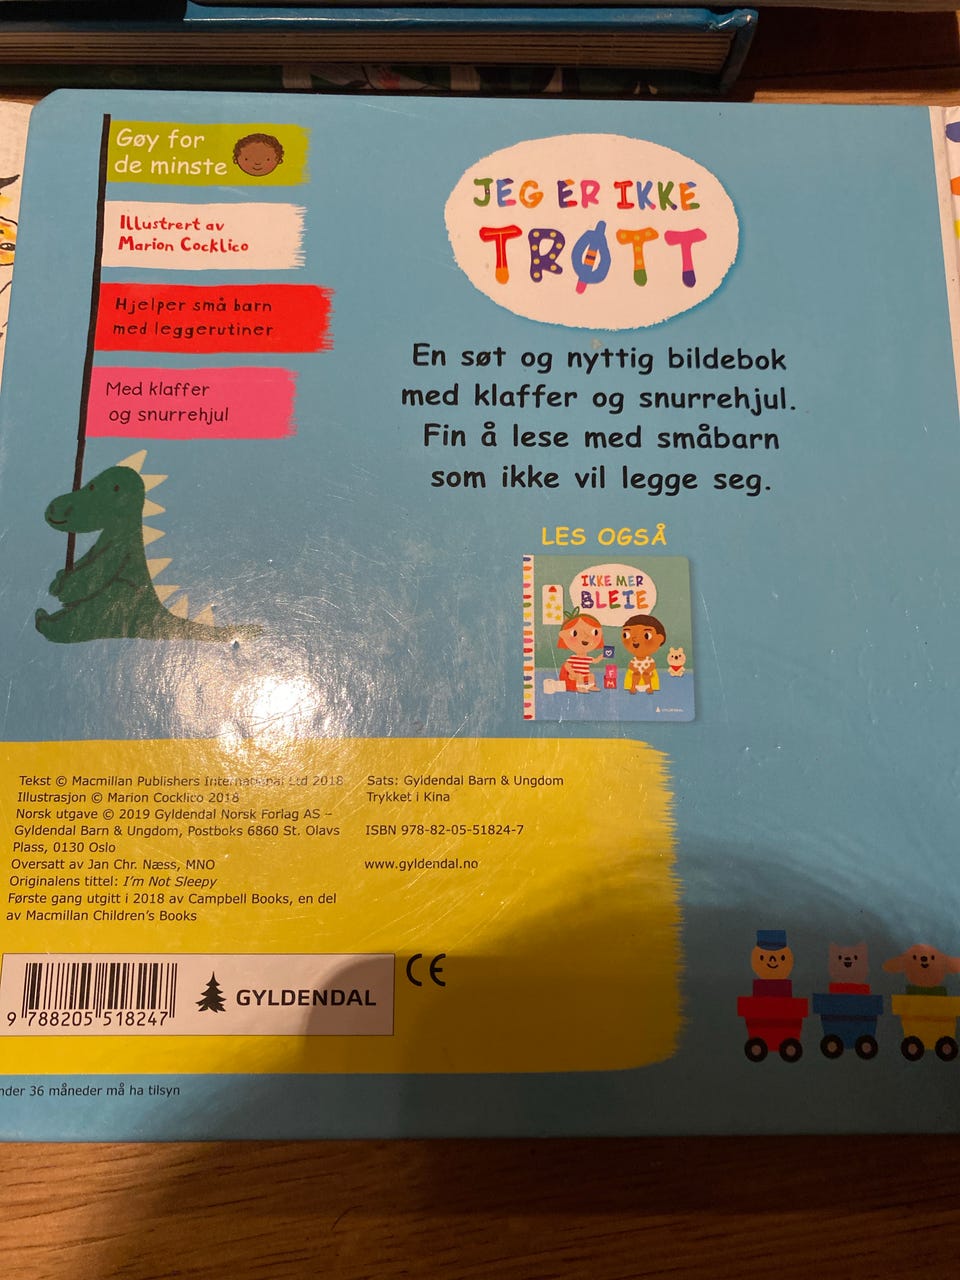 Gøy for
de minste
Illustrert av
Marion Cocklico
Hjelper små barn
med leggerutiner
Med klaffer
og snurrehjul
JEG ER IKKE
TRØTT
En søt og nyttig bildebok
med klaffer og snurrehjul.
Fin å lese med småbarn
som ikke vil legge seg.
LES OGSÅ
IKKE MER
BLEIE
GYLDENDAL
Tekst © Macmillan Publishers International Ltd 2018
Illustrasjon © Marion Cocklico 2018
Norsk utgave © 2019 Gyldendal Norsk Forlag AS –
Gyldendal Barn & Ungdom, Postboks 6860 St. Olavs
Plass, 0130 Oslo
Oversatt av Jan Chr. Næss, MNO
Originalens tittel: I'm Not Sleepy
Første gang utgitt i 2018 av Campbell Books, en del
av Macmillan Children's Books
Sats: Gyldendal Barn & Ungdom
Trykket i Kina
ISBN 978-82-05-51824-7
www.gyldendal.no
9 788205 518247
GYLDENDAL
CE
36 måneder må ha tilsyn